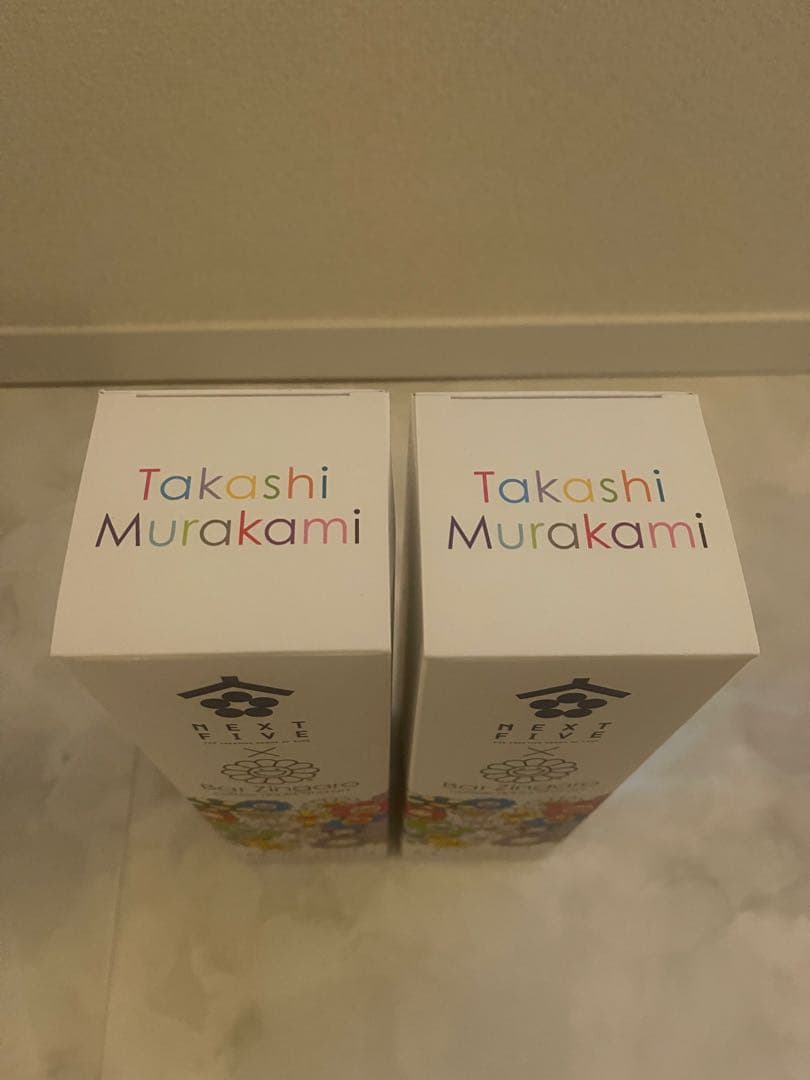 Takashi
Murakami
NEXT
FIVE
×
Bar Zingaro
Takashi
Murakami
NEXT
FIVE
×
Bar Zingaro